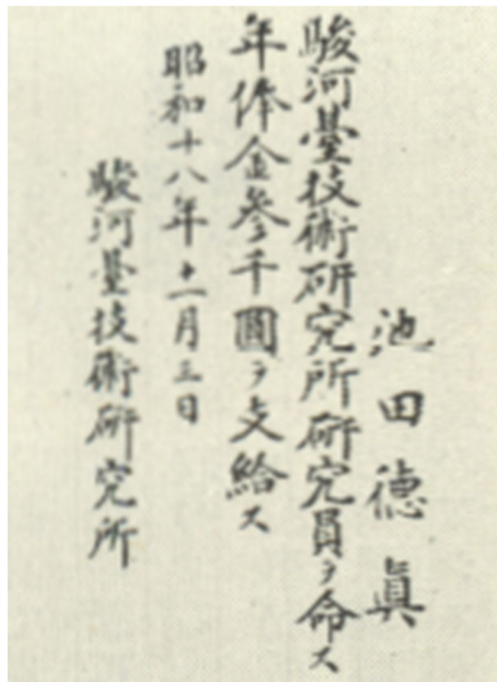 池田德眞
駿河臺技術研究所研究員ヲ命ス
年俸金參千圓ヲ支給ス
昭和十八年十一月三日
駿河臺技術研究所